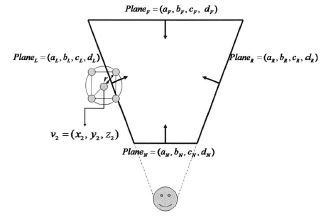 Plane_F = (a_F, b_F, c_F, d_F)
Plane_L = (a_L, b_L, c_L, d_L)
Plane_R = (a_R, b_R, c_R, d_R)
r
v_2 = (x_2, y_2, z_2)
Plane_N = (a_N, b_N, c_N, d_N)